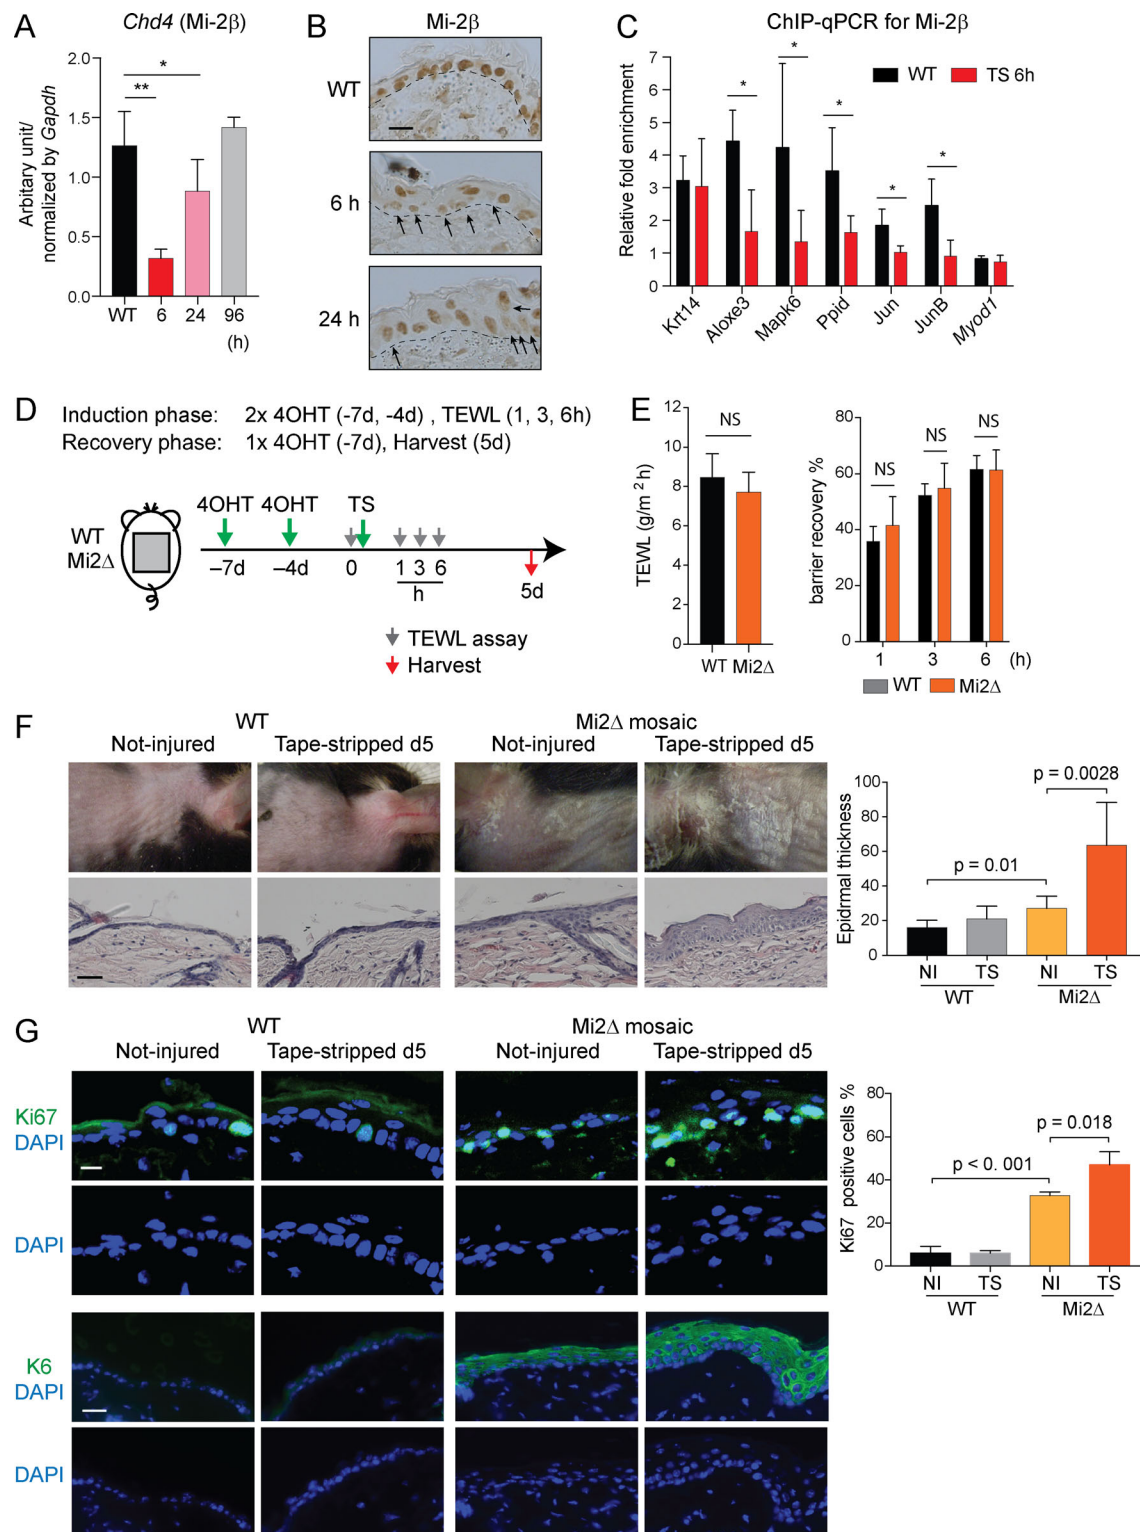 A
Chd4 (Mi-2β)
Arbitary unit/
normalized by Gapdh
2.0
1.5
1.0
0.5
0.0
*
**
WT 6 24 96
(h)
B
Mi-2β
WT
6 h
24 h
C
ChIP-qPCR for Mi-2β
WT TS 6h
Relative fold enrichment
7
6
5
4
3
2
1
0
* * * * *
Krt14 Aloxe3 Mapk6 Ppid Jun JunB Myod1
D
Induction phase: 2x 4OHT (-7d, -4d) , TEWL (1, 3, 6h)
Recovery phase: 1x 4OHT (-7d), Harvest (5d)
WT
Mi2Δ
4OHT 4OHT TS
–7d –4d 0 1 3 6
h
5d
TEWL assay
Harvest
E
TEWL (g/m 2 h)
12
10
8
6
4
2
0
NS
WT Mi2Δ
barrier recovery %
80
60
40
20
0
NS NS NS
1 3 6 (h)
WT Mi2Δ
F
WT Mi2Δ mosaic
Not-injured Tape-stripped d5 Not-injured Tape-stripped d5
Epidrmal thickness
100
80
60
40
20
0
p = 0.0028
p = 0.01
NI TS NI TS
WT Mi2Δ
G
WT Mi2Δ mosaic
Not-injured Tape-stripped d5 Not-injured Tape-stripped d5
Ki67
DAPI
DAPI
K6
DAPI
DAPI
Ki67 positive cells %
80
60
40
20
0
p = 0.018
p < 0. 001
NI TS NI TS
WT Mi2Δ